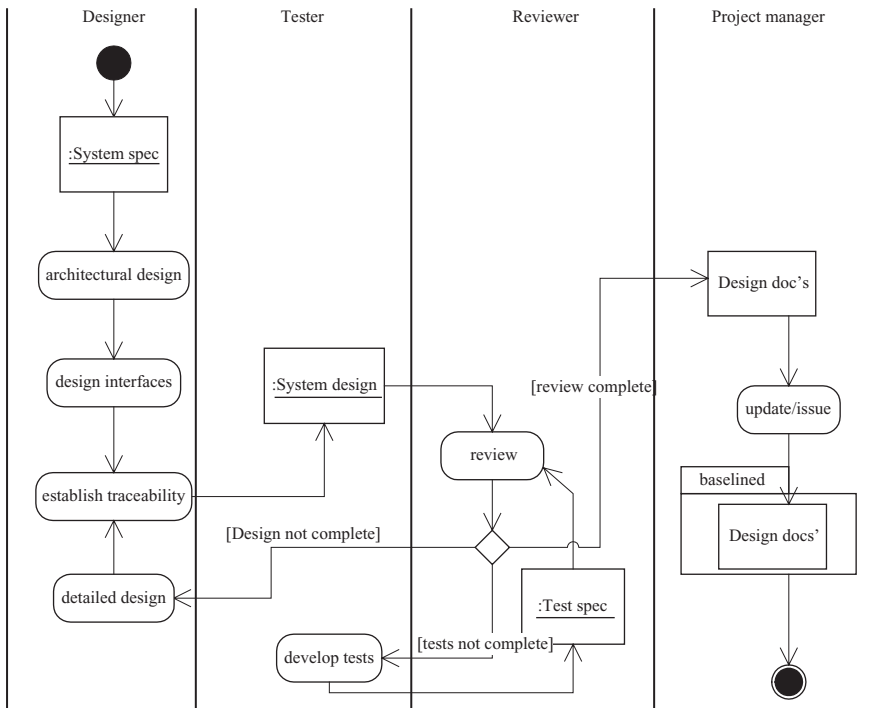 Designer
Tester
Reviewer
Project manager
:System spec
architectural design
Design doc's
design interfaces
:System design
[review complete]
update/issue
review
baselined
establish traceability
[Design not complete]
Design docs'
detailed design
:Test spec
[tests not complete]
develop tests